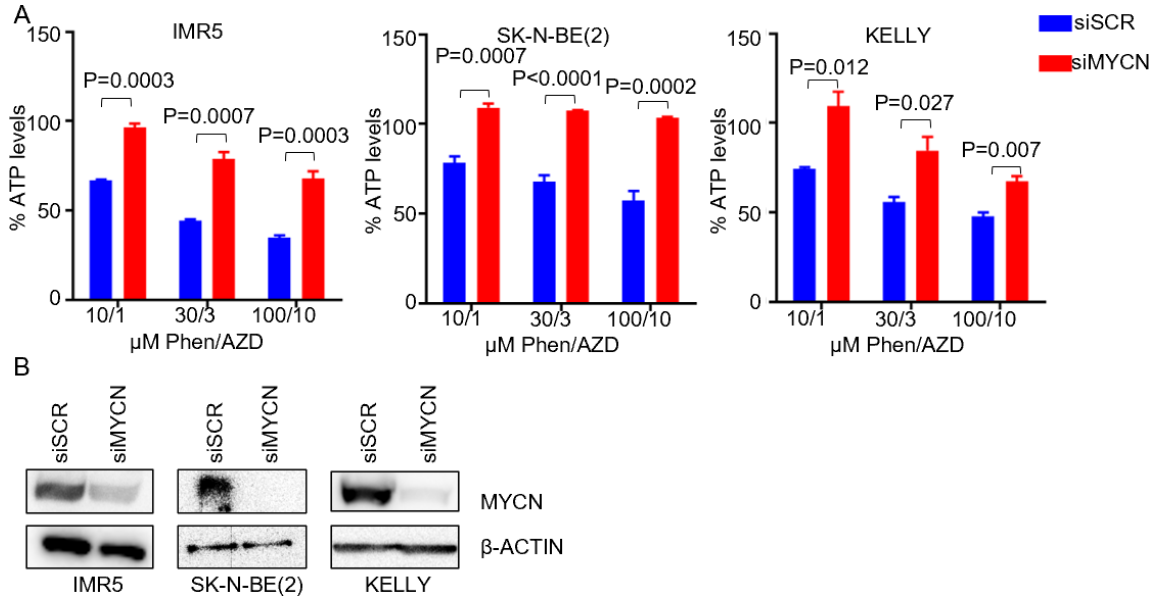 A
IMR5
SK-N-BE(2)
KELLY
siSCR
siMYCN
% ATP levels
150
100
50
0
P=0.0003
P=0.0007
P=0.0003
10/1
30/3
100/10
µM Phen/AZD
% ATP levels
150
100
50
0
P=0.0007
P<0.0001
P=0.0002
10/1
30/3
100/10
µM Phen/AZD
% ATP levels
150
100
50
0
P=0.012
P=0.027
P=0.007
10/1
30/3
100/10
µM Phen/AZD
B
siSCR
siMYCN
siSCR
siMYCN
siSCR
siMYCN
MYCN
β-ACTIN
IMR5
SK-N-BE(2)
KELLY